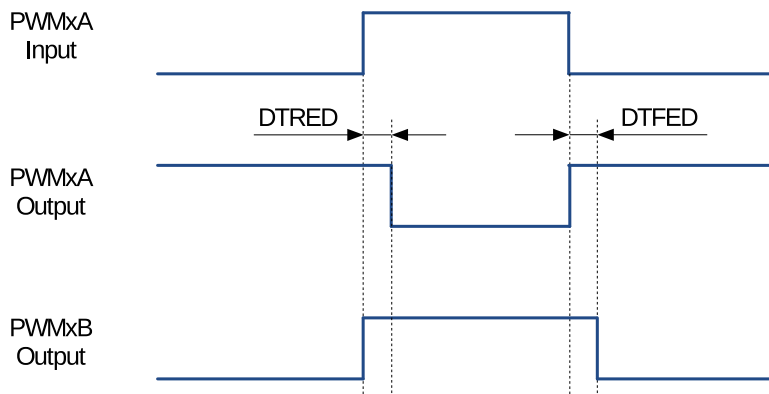 PWMxA
Input
DTRED
DTFED
PWMxA
Output
PWMxB
Output